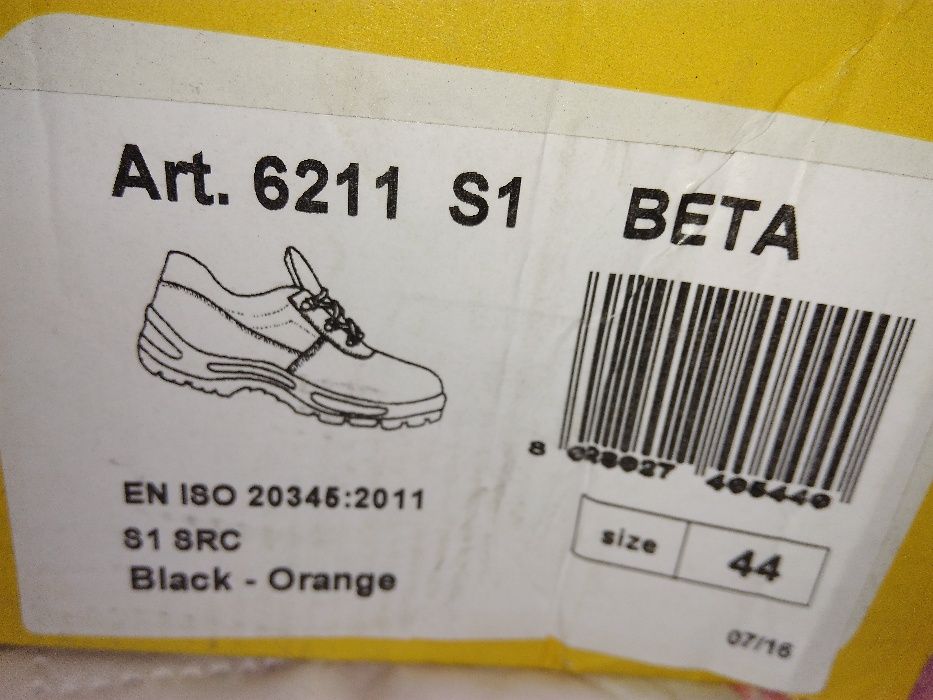 Art. 6211 S1
BETA
EN ISO 20345:2011
S1 SRC
Black - Orange
size 44
07/16